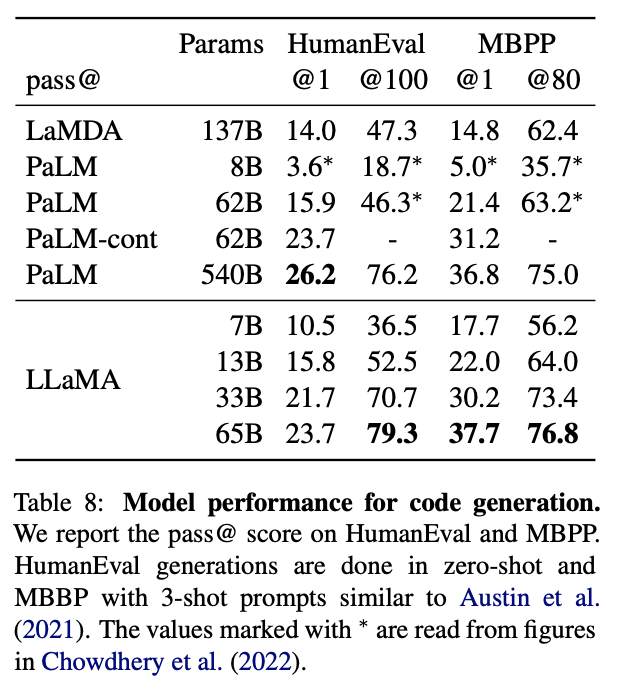 Params HumanEval MBPP
pass@ @1 @100 @1 @80
LaMDA 137B 14.0 47.3 14.8 62.4
PaLM 8B 3.6* 18.7* 5.0* 35.7*
PaLM 62B 15.9 46.3* 21.4 63.2*
PaLM-cont 62B 23.7 - 31.2 -
PaLM 540B 26.2 76.2 36.8 75.0
7B 10.5 36.5 17.7 56.2
13B 15.8 52.5 22.0 64.0
LLaMA
33B 21.7 70.7 30.2 73.4
65B 23.7 79.3 37.7 76.8
Table 8: Model performance for code generation.
We report the pass@ score on HumanEval and MBPP.
HumanEval generations are done in zero-shot and
MBBP with 3-shot prompts similar to Austin et al.
(2021). The values marked with * are read from figures
in Chowdhery et al. (2022).